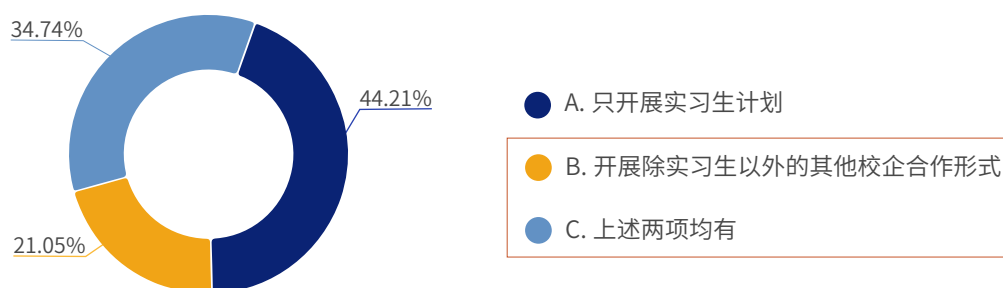 34.74%
44.21%
21.05%
A. 只开展实习生计划
B. 开展除实习生以外的其他校企合作形式
C. 上述两项均有